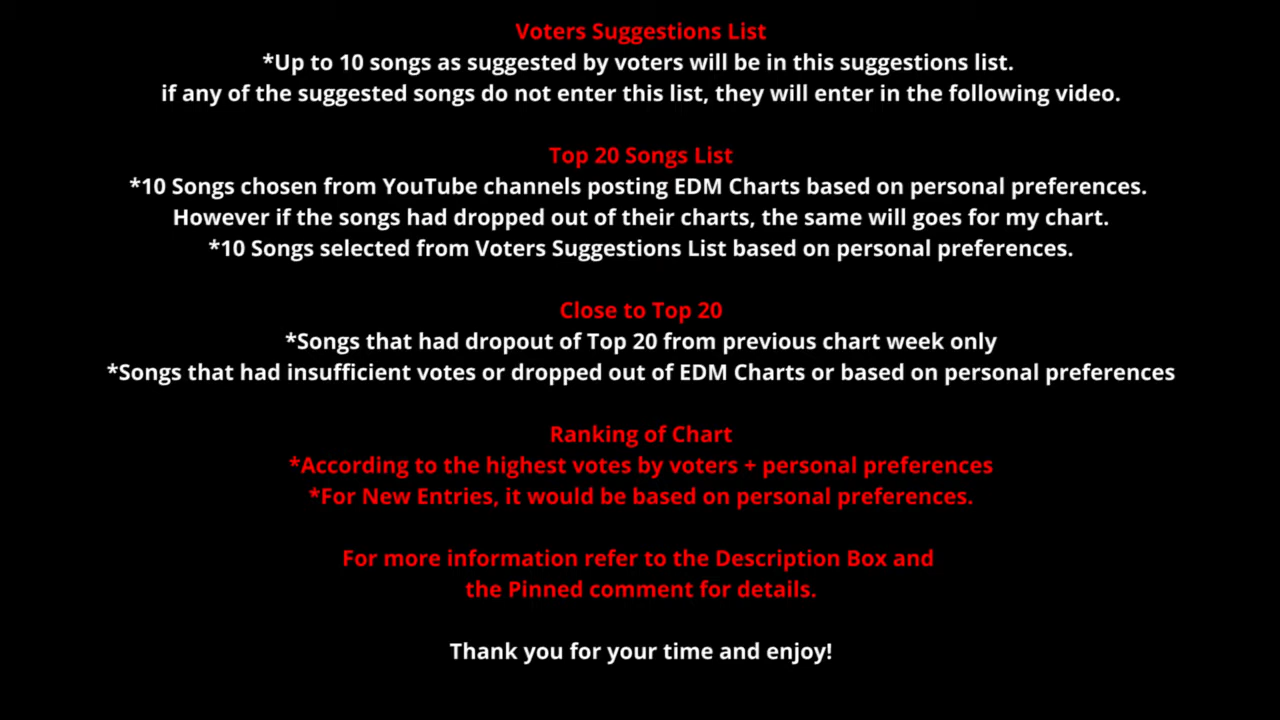 Voters Suggestions List
*Up to 10 songs as suggested by voters will be in this suggestions list.
if any of the suggested songs do not enter this list, they will enter in the following video.
Top 20 Songs List
*10 Songs chosen from YouTube channels posting EDM Charts based on personal preferences.
However if the songs had dropped out of their charts, the same will goes for my chart.
*10 Songs selected from Voters Suggestions List based on personal preferences.
Close to Top 20
*Songs that had dropout of Top 20 from previous chart week only
*Songs that had insufficient votes or dropped out of EDM Charts or based on personal preferences
Ranking of Chart
*According to the highest votes by voters + personal preferences
*For New Entries, it would be based on personal preferences.
For more information refer to the Description Box and
the Pinned comment for details.
Thank you for your time and enjoy!